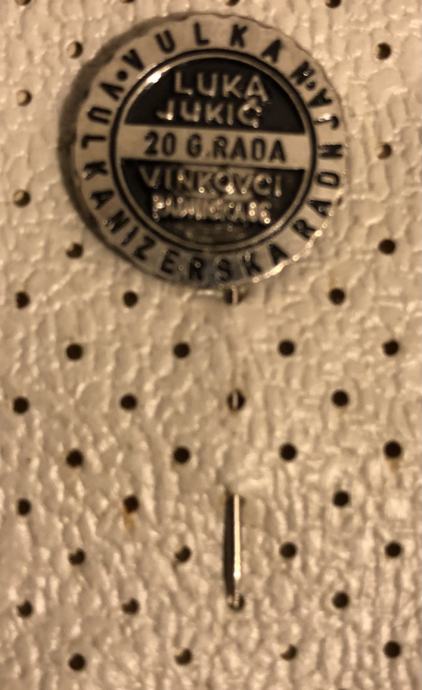 VULKAN
VULKANIZERSKA RADNJA
LUKA
JUKIĆ
20 G.RADA
VINKOVCI